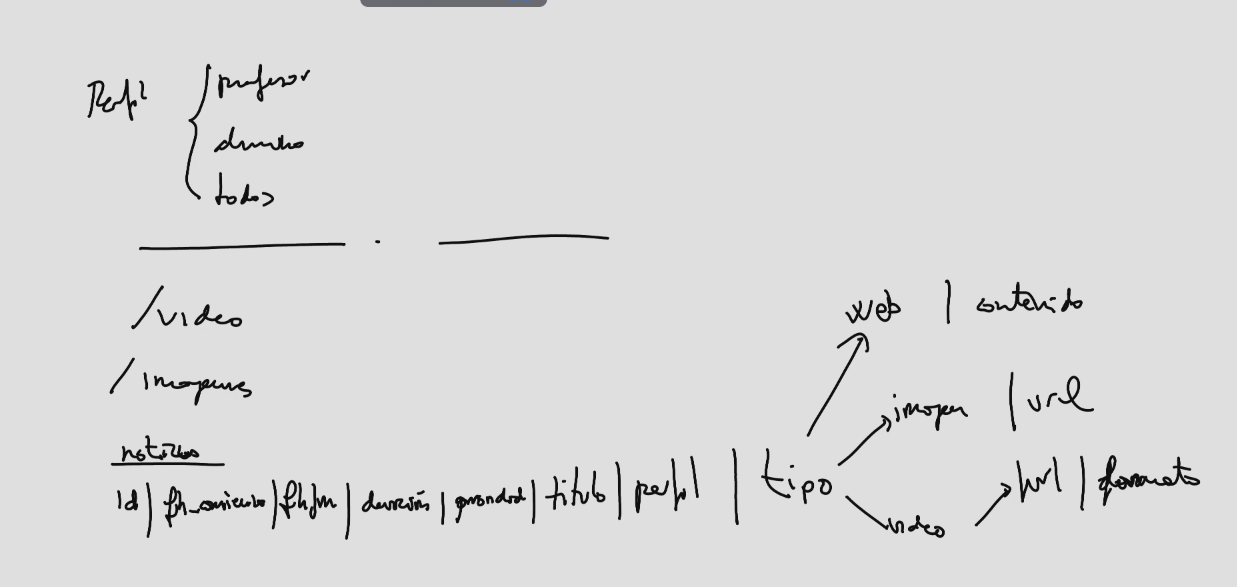 Perfil
profesor
alumno
todos
/video
/imagenes
web | contenido
imagen | url
noticias
id | fh_comienzo | fh_fin | duración | prioridad | titulo | perfil | tipo
video
url | formato